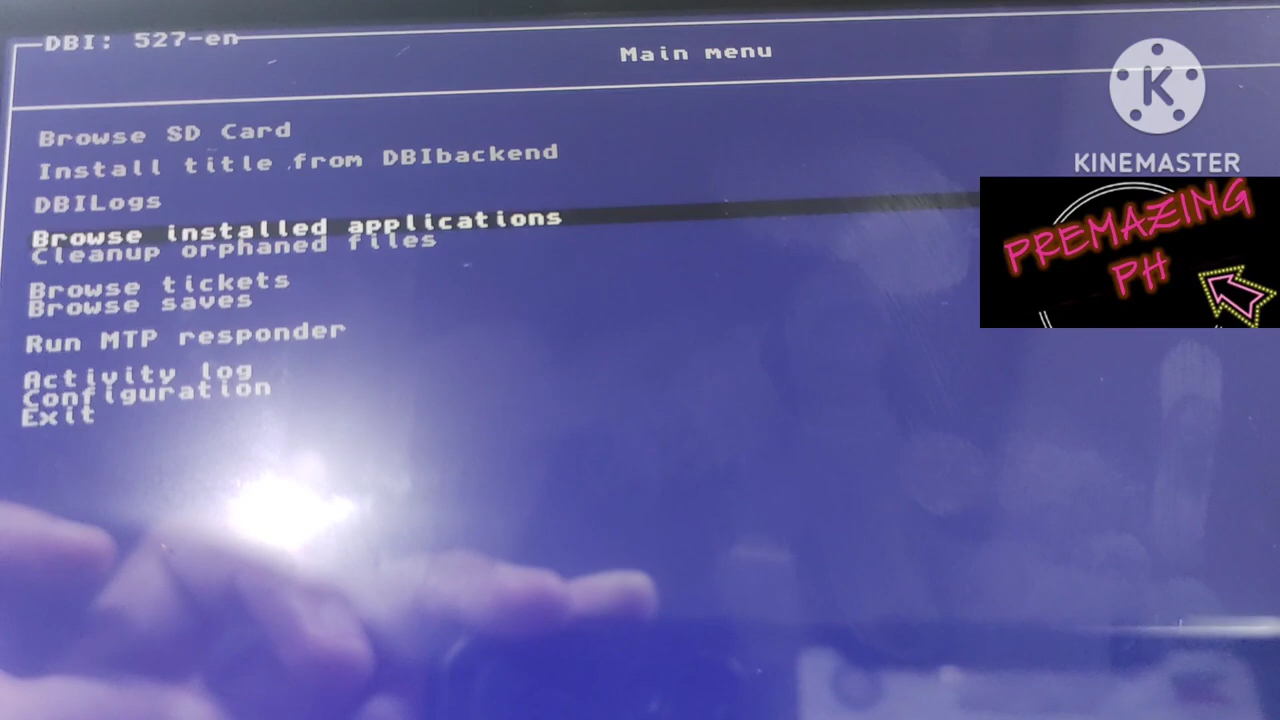 DBI: 527-en
Main menu
Browse SD Card
Install title from DBIbackend
DBILogs
Browse installed applications
Cleanup orphaned files
Browse tickets
Browse saves
Run MTP responder
Activity log
Configuration
Exit
K
KINEMASTER
PREMAZING
PH